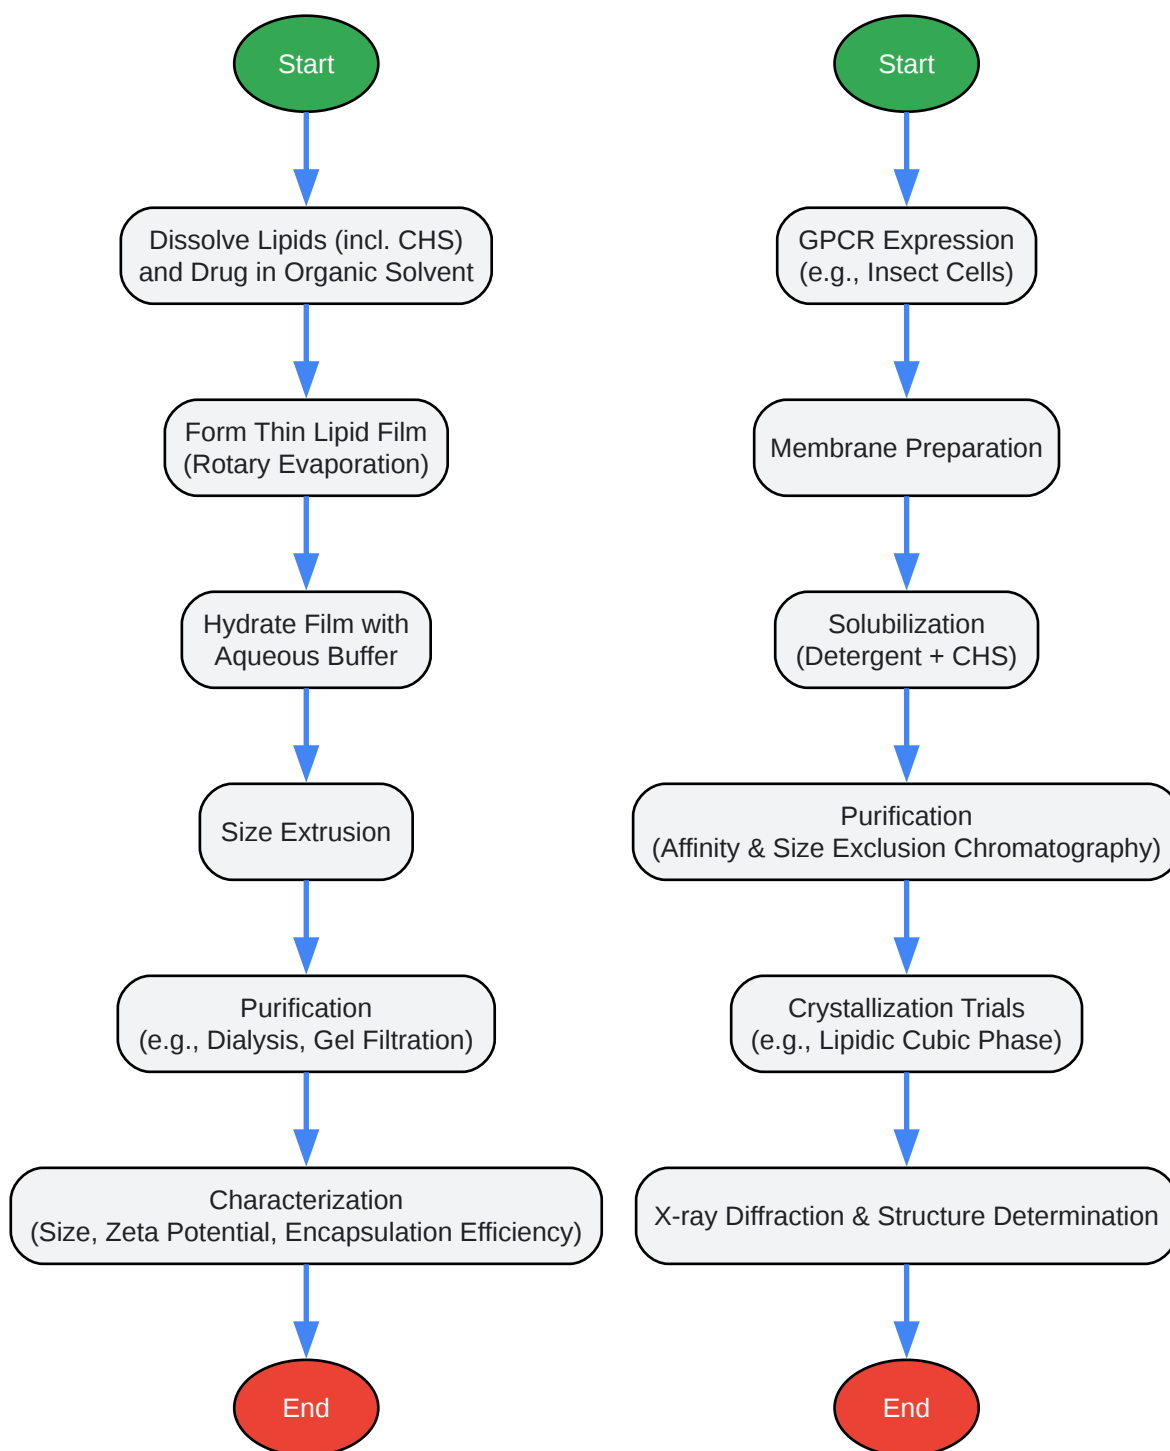 Start
Dissolve Lipids (incl. CHS)
and Drug in Organic Solvent
Form Thin Lipid Film
(Rotary Evaporation)
Hydrate Film with
Aqueous Buffer
Size Extrusion
Purification
(e.g., Dialysis, Gel Filtration)
Characterization
(Size, Zeta Potential, Encapsulation Efficiency)
End
Start
GPCR Expression
(e.g., Insect Cells)
Membrane Preparation
Solubilization
(Detergent + CHS)
Purification
(Affinity & Size Exclusion Chromatography)
Crystallization Trials
(e.g., Lipidic Cubic Phase)
X-ray Diffraction & Structure Determination
End